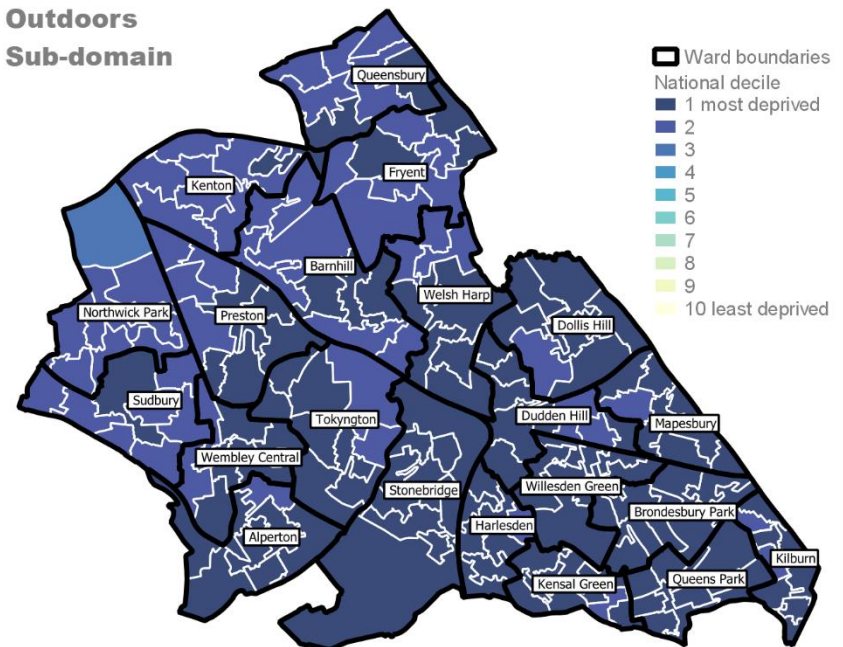 Outdoors
Sub-domain
Ward boundaries
National decile
1 most deprived
2
3
4
5
6
7
8
9
10 least deprived
Queensbury
Fryent
Kenton
Barnhill
Welsh Harp
Northwick Park
Preston
Dollis Hill
Sudbury
Tokyngton
Dudden Hill
Mapesbury
Wembley Central
Stonebridge
Willesden Green
Brondesbury Park
Harlesden
Alperton
Kilburn
Kensal Green
Queens Park